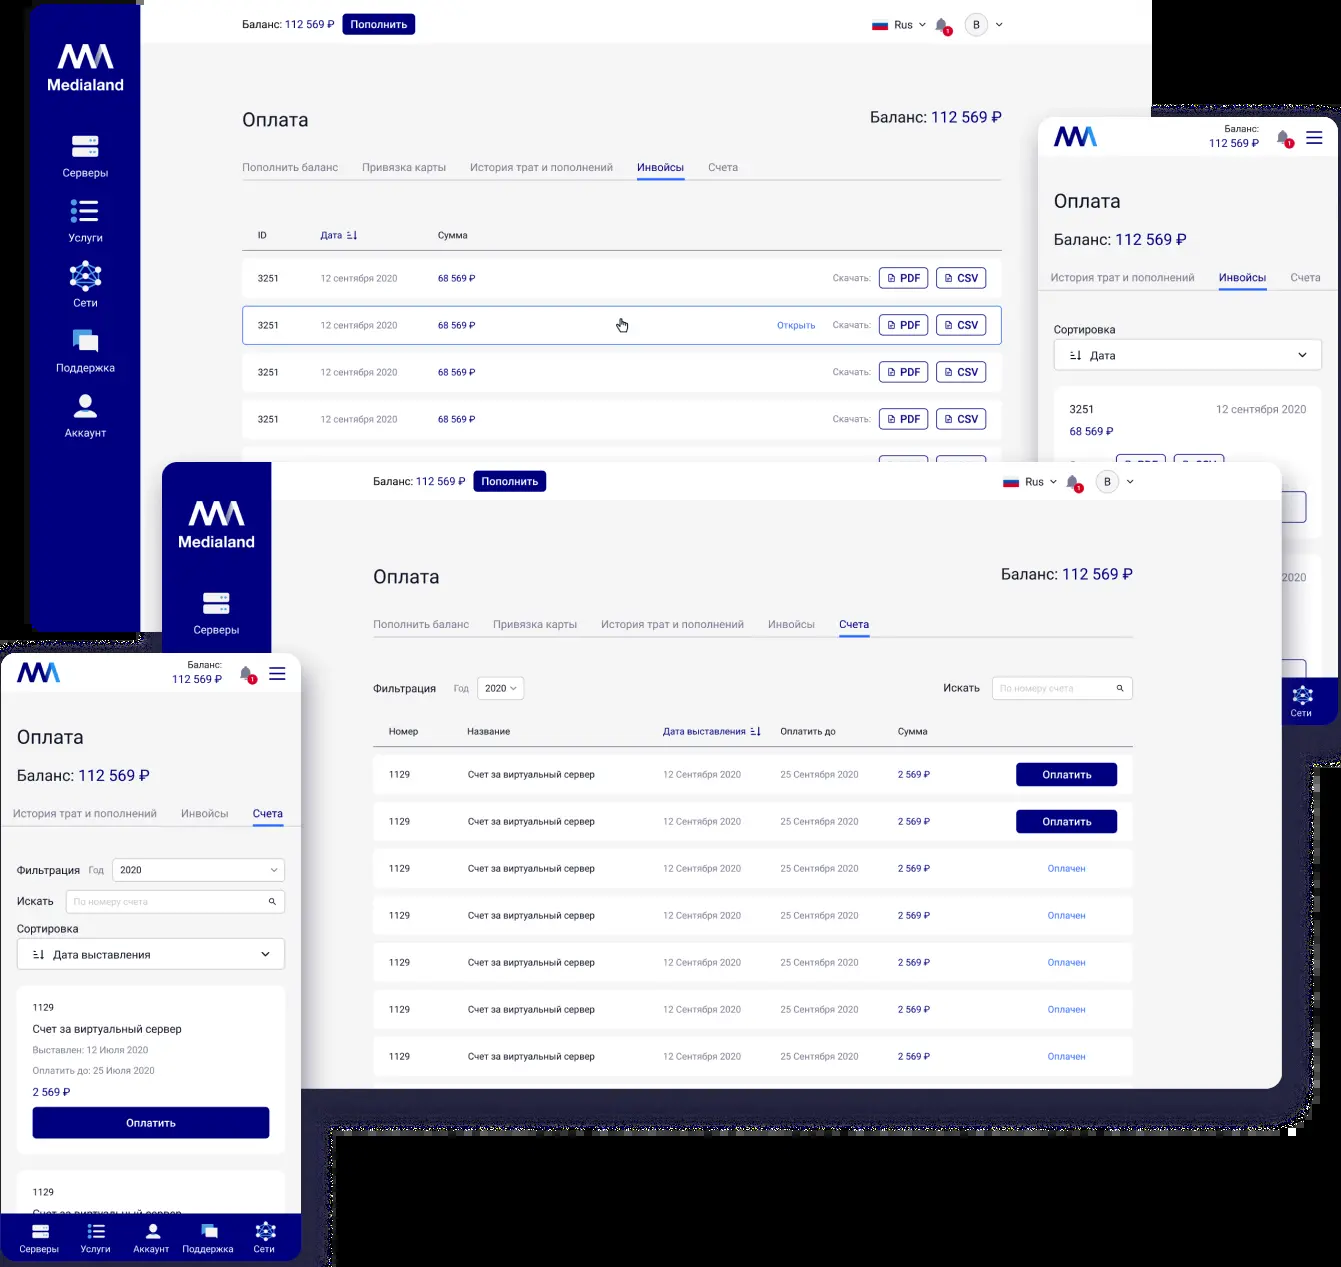 Баланс: 112 569 ₽ Пополнить
Rus 1 B
Medialand
Серверы
Услуги
Сети
Поддержка
Аккаунт
Оплата
Баланс: 112 569 ₽
Пополнить баланс Привязка карты История трат и пополнений Инвойсы Счета
ID Дата Сумма
3251 12 сентября 2020 68 569 ₽ Скачать: PDF CSV
3251 12 сентября 2020 68 569 ₽ Открыть Скачать: PDF CSV
3251 12 сентября 2020 68 569 ₽ Скачать: PDF CSV
3251 12 сентября 2020 68 569 ₽ Скачать: PDF CSV
Баланс:
112 569 ₽ 1
Оплата
Баланс: 112 569 ₽
История трат и пополнений Инвойсы Счета
Сортировка
Дата
3251 12 сентября 2020
68 569 ₽
PDF CSV
2020
Сети
Баланс: 112 569 ₽ Пополнить
Rus 1 B
Medialand
Серверы
Оплата
Баланс: 112 569 ₽
Пополнить баланс Привязка карты История трат и пополнений Инвойсы Счета
Фильтрация Год 2020
Искать По номеру счета
Номер Название Дата выставления Оплатить до Сумма
1129 Счет за виртуальный сервер 12 Сентября 2020 25 Сентября 2020 2 569 ₽ Оплатить
1129 Счет за виртуальный сервер 12 Сентября 2020 25 Сентября 2020 2 569 ₽ Оплатить
1129 Счет за виртуальный сервер 12 Сентября 2020 25 Сентября 2020 2 569 ₽ Оплачен
1129 Счет за виртуальный сервер 12 Сентября 2020 25 Сентября 2020 2 569 ₽ Оплачен
1129 Счет за виртуальный сервер 12 Сентября 2020 25 Сентября 2020 2 569 ₽ Оплачен
1129 Счет за виртуальный сервер 12 Сентября 2020 25 Сентября 2020 2 569 ₽ Оплачен
1129 Счет за виртуальный сервер 12 Сентября 2020 25 Сентября 2020 2 569 ₽ Оплачен
Баланс:
112 569 ₽ 1
Оплата
Баланс: 112 569 ₽
История трат и пополнений Инвойсы Счета
Фильтрация Год 2020
Искать По номеру счета
Сортировка
Дата выставления
1129
Счет за виртуальный сервер
Выставлен: 12 Июля 2020
Оплатить до: 25 Июля 2020
2 569 ₽
Оплатить
1129
Счет за виртуальный сервер
Серверы Услуги Аккаунт Поддержка Сети